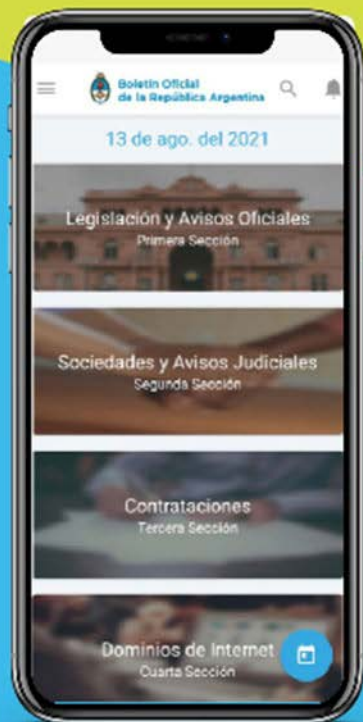 Boletín Oficial
de la República Argentina
13 de ago. del 2021
Legislación y Avisos Oficiales
Primera Sección
Sociedades y Avisos Judiciales
Segunda Sección
Contrataciones
Tercera Sección
Dominios de Internet
Cuarta Sección